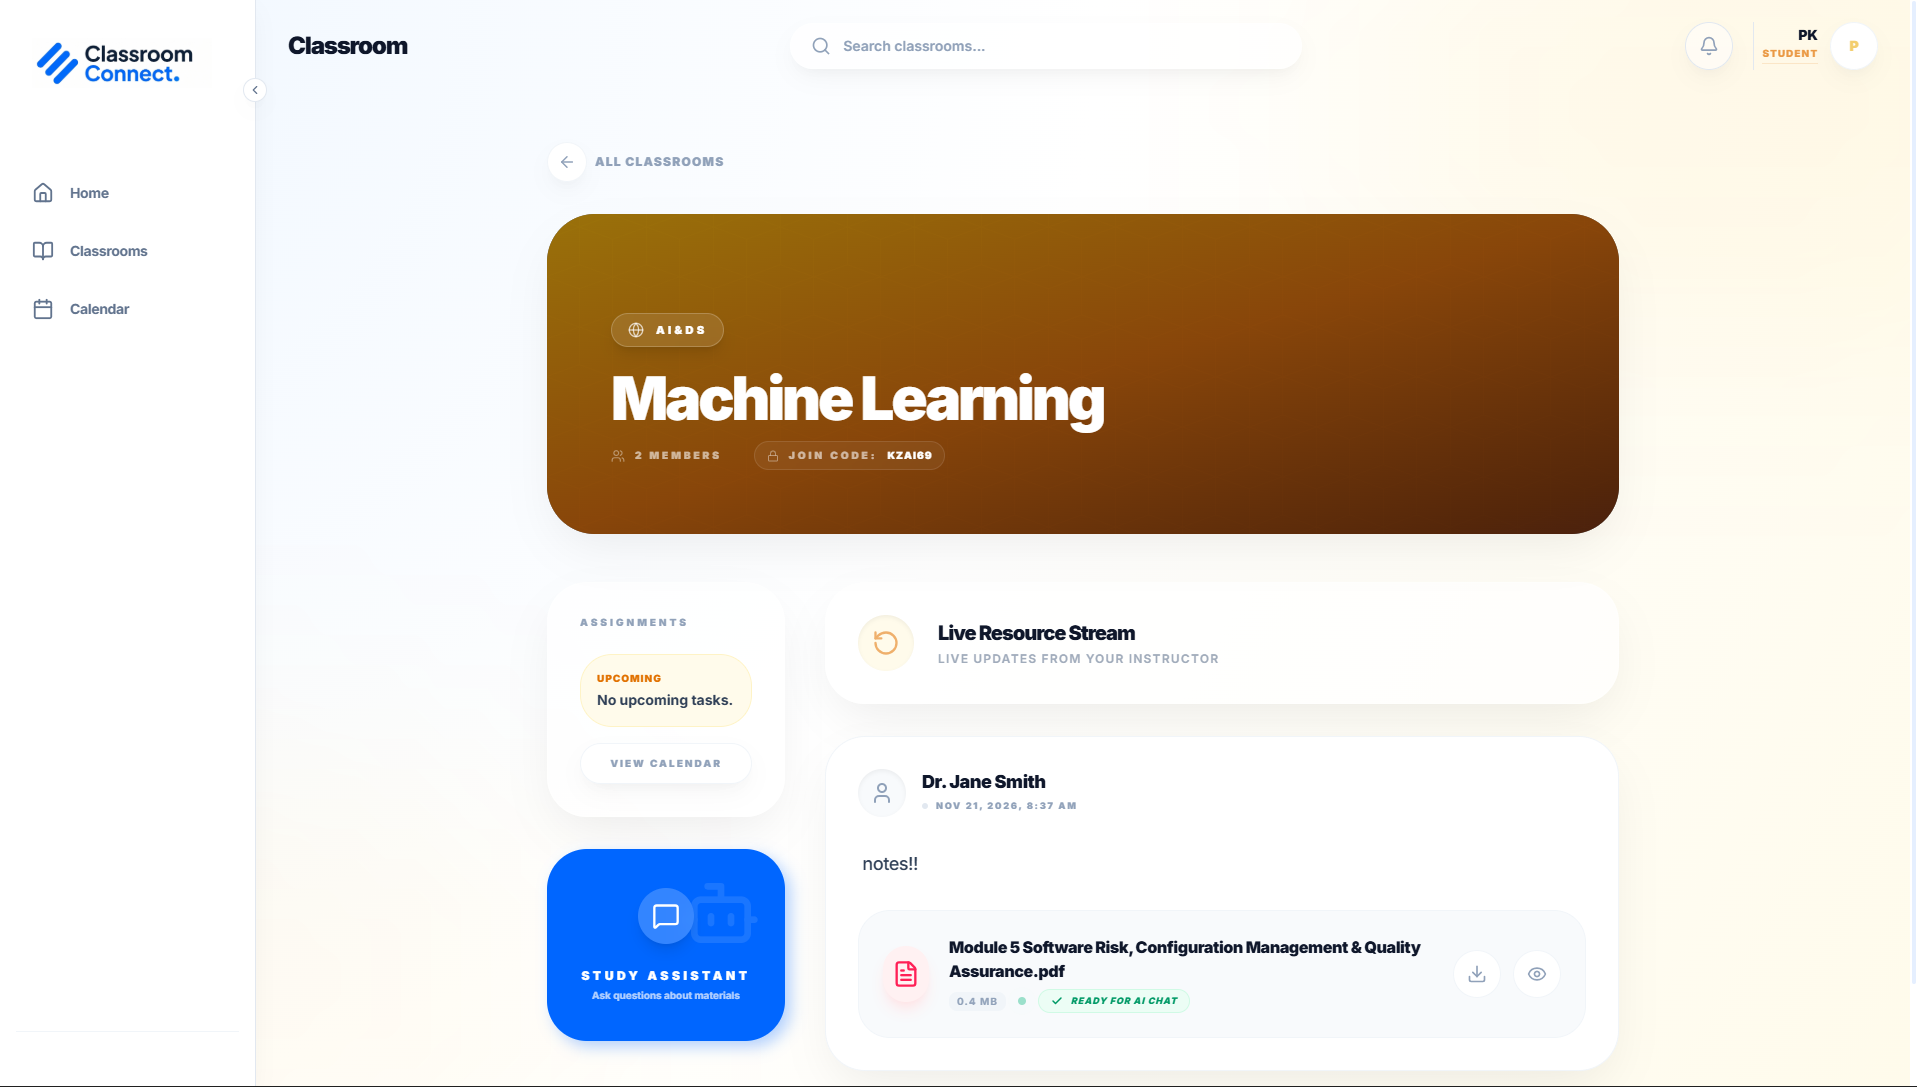 Classroom
Connect.
Home
Classrooms
Calendar
Classroom
Search classrooms...
PK
STUDENT
P
ALL CLASSROOMS
AI&DS
Machine Learning
2 MEMBERS
JOIN CODE: KZAI69
ASSIGNMENTS
UPCOMING
No upcoming tasks.
VIEW CALENDAR
STUDY ASSISTANT
Ask questions about materials
Live Resource Stream
LIVE UPDATES FROM YOUR INSTRUCTOR
Dr. Jane Smith
NOV 21, 2026, 8:37 AM
notes!!
Module 5 Software Risk, Configuration Management & Quality
Assurance.pdf
0.4 MB
READY FOR AI CHAT